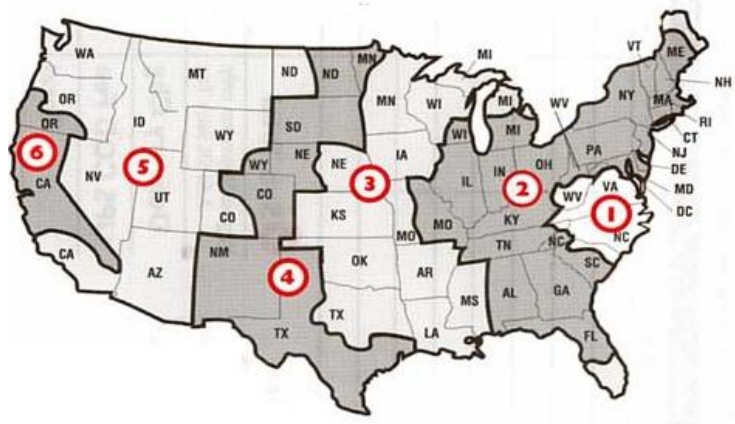 WA
MT
ND
ND
MN
OR
OR
ID
WY
SD
MN
WI
MI
MI
VT
ME
NH
NY
MA
RI
CT
NJ
DE
MD
DC
WV
PA
6
CA
NV
5
UT
WY
NE
NE
IA
WI
MI
IL
IN
OH
2
3
CO
CO
KS
MO
MO
KY
WV
VA
1
NC
NC
TN
SC
CA
AZ
NM
4
OK
AR
TX
TX
LA
MS
AL
GA
FL